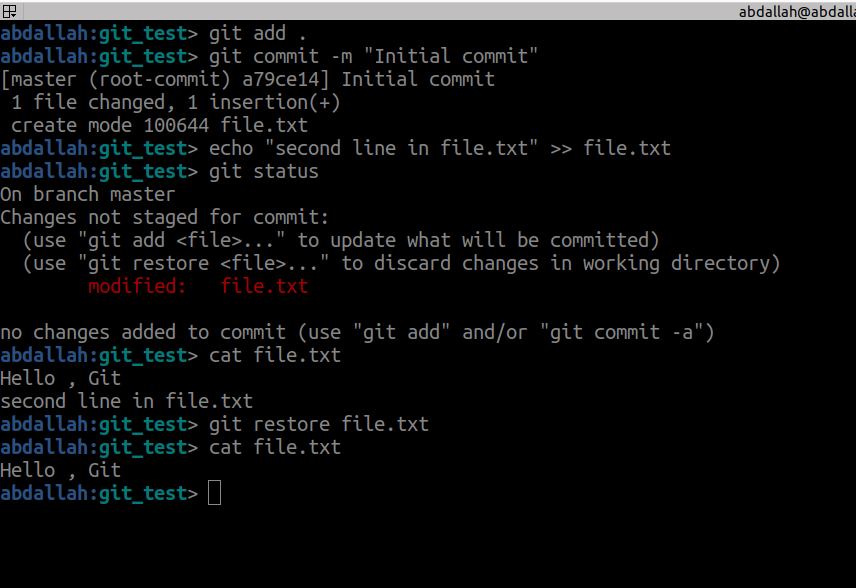 abdallah@abdalla
abdallah:git_test> git add .
abdallah:git_test> git commit -m "Initial commit"
[master (root-commit) a79ce14] Initial commit
 1 file changed, 1 insertion(+)
 create mode 100644 file.txt
abdallah:git_test> echo "second line in file.txt" >> file.txt
abdallah:git_test> git status
On branch master
Changes not staged for commit:
  (use "git add <file>..." to update what will be committed)
  (use "git restore <file>..." to discard changes in working directory)
        modified:   file.txt

no changes added to commit (use "git add" and/or "git commit -a")
abdallah:git_test> cat file.txt
Hello , Git
second line in file.txt
abdallah:git_test> git restore file.txt
abdallah:git_test> cat file.txt
Hello , Git
abdallah:git_test>